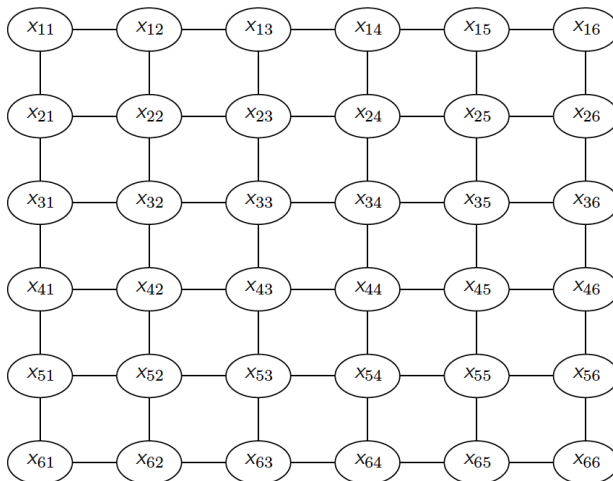 X11 X12 X13 X14 X15 X16
X21 X22 X23 X24 X25 X26
X31 X32 X33 X34 X35 X36
X41 X42 X43 X44 X45 X46
X51 X52 X53 X54 X55 X56
X61 X62 X63 X64 X65 X66